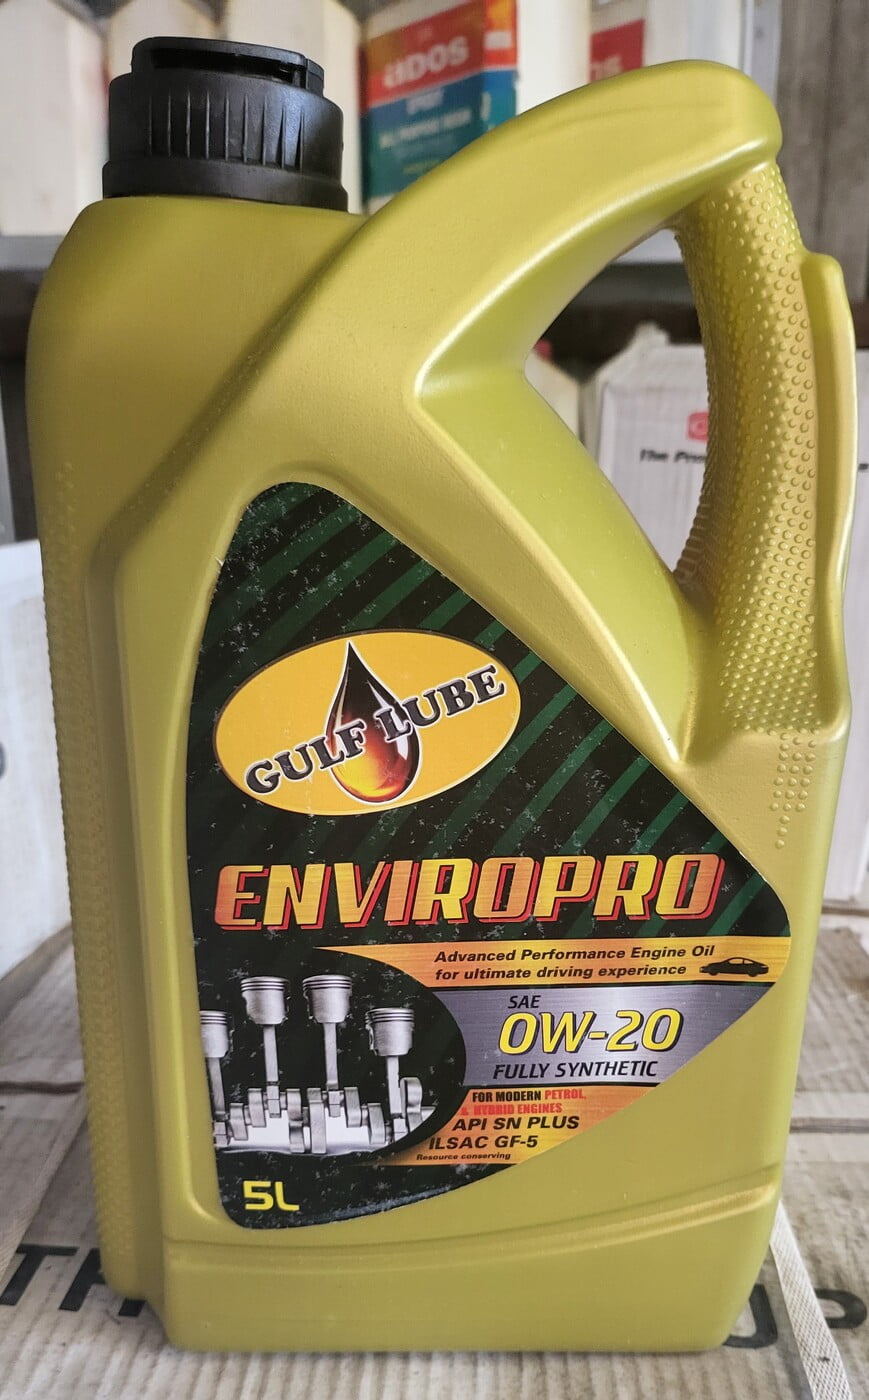 GULF LUBE
ENVIROPRO
Advanced Performance Engine Oil
for ultimate driving experience
SAE
0W-20
FULLY SYNTHETIC
FOR MODERN PETROL,
& HYBRID ENGINES
API SN PLUS
ILSAC GF-5
Resource conserving
5L
The